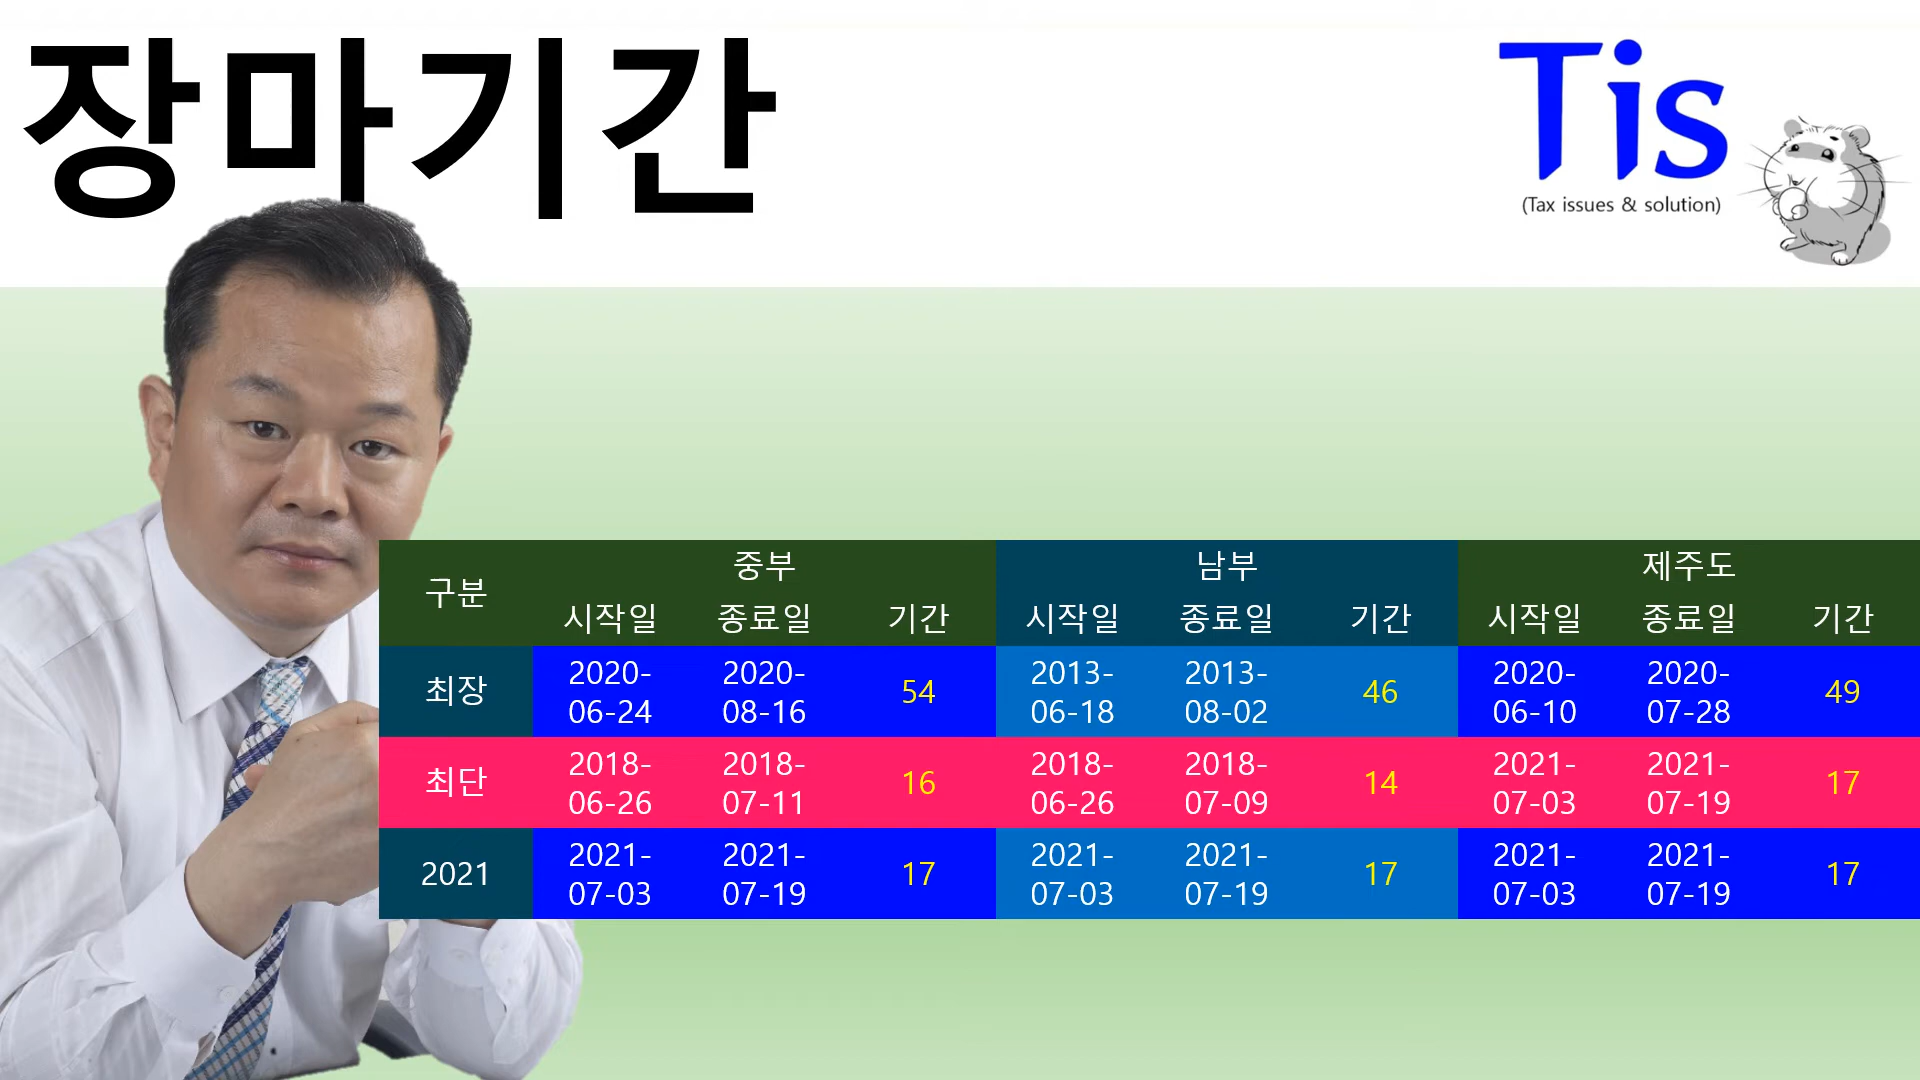 장마기간
Tis
(Tax issues & solution)
구분 중부 남부 제주도
시작일 종료일 기간 시작일 종료일 기간 시작일 종료일 기간
최장 2020-06-24 2020-08-16 54 2013-06-18 2013-08-02 46 2020-06-10 2020-07-28 49
최단 2018-06-26 2018-07-11 16 2018-06-26 2018-07-09 14 2021-07-03 2021-07-19 17
2021 2021-07-03 2021-07-19 17 2021-07-03 2021-07-19 17 2021-07-03 2021-07-19 17